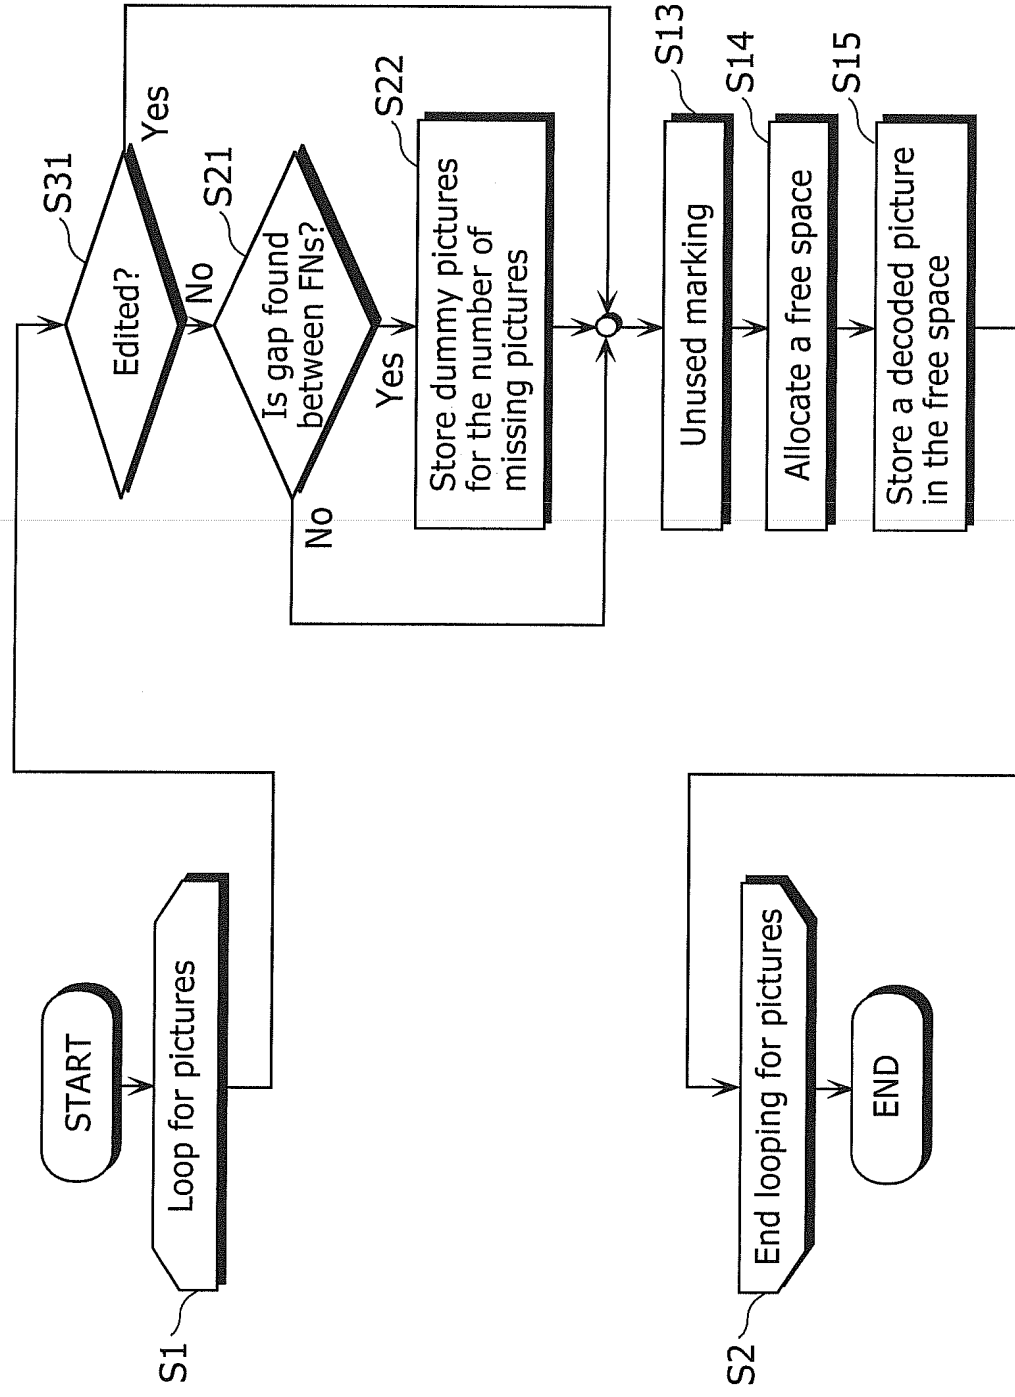 START
S1
Loop for pictures
S31
Edited?
Yes
No
S21
Is gap found
between FNs?
No
Yes
S22
Store dummy pictures
for the number of
missing pictures
S13
Unused marking
S14
Allocate a free space
S15
Store a decoded picture
in the free space
S2
End looping for pictures
END